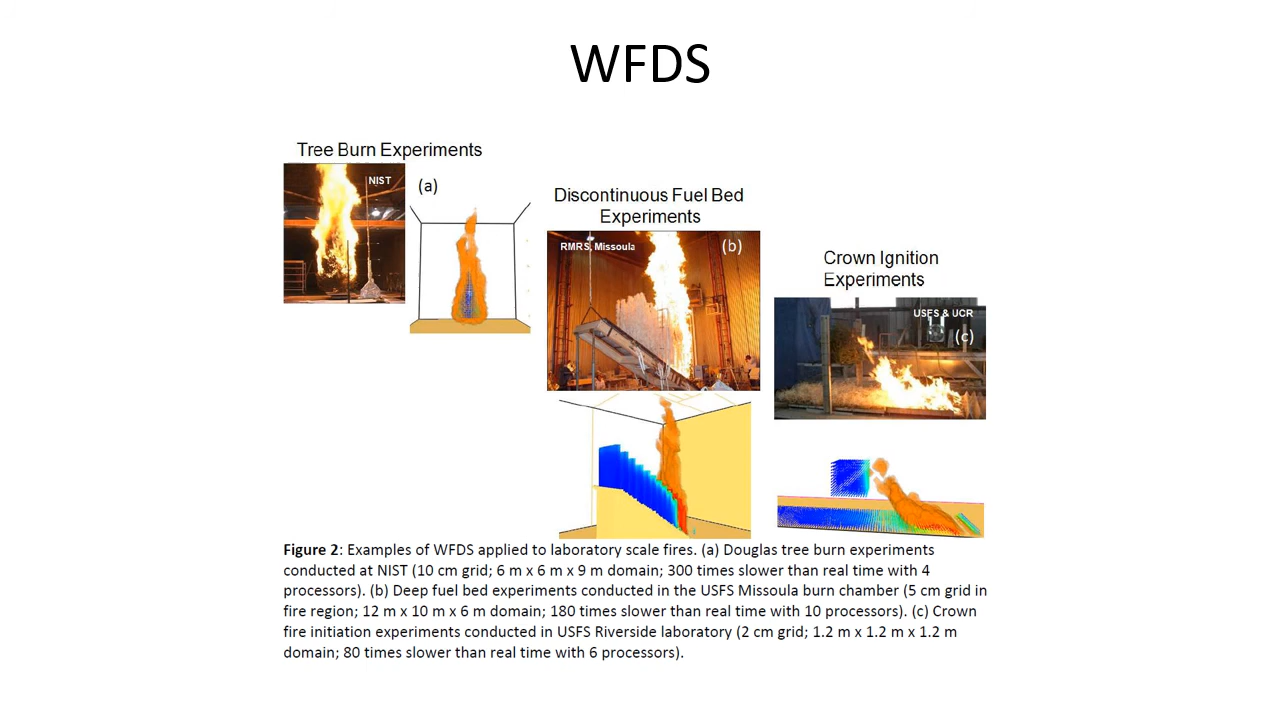 WFDS
Tree Burn Experiments
NIST
(a)
Discontinuous Fuel Bed
Experiments
RMRS, Missoula
(b)
Crown Ignition
Experiments
USFS & UCR
(c)
Figure 2: Examples of WFDS applied to laboratory scale fires. (a) Douglas tree burn experiments
conducted at NIST (10 cm grid; 6 m x 6 m x 9 m domain; 300 times slower than real time with 4
processors). (b) Deep fuel bed experiments conducted in the USFS Missoula burn chamber (5 cm grid in
fire region; 12 m x 10 m x 6 m domain; 180 times slower than real time with 10 processors). (c) Crown
fire initiation experiments conducted in USFS Riverside laboratory (2 cm grid; 1.2 m x 1.2 m x 1.2 m
domain; 80 times slower than real time with 6 processors).